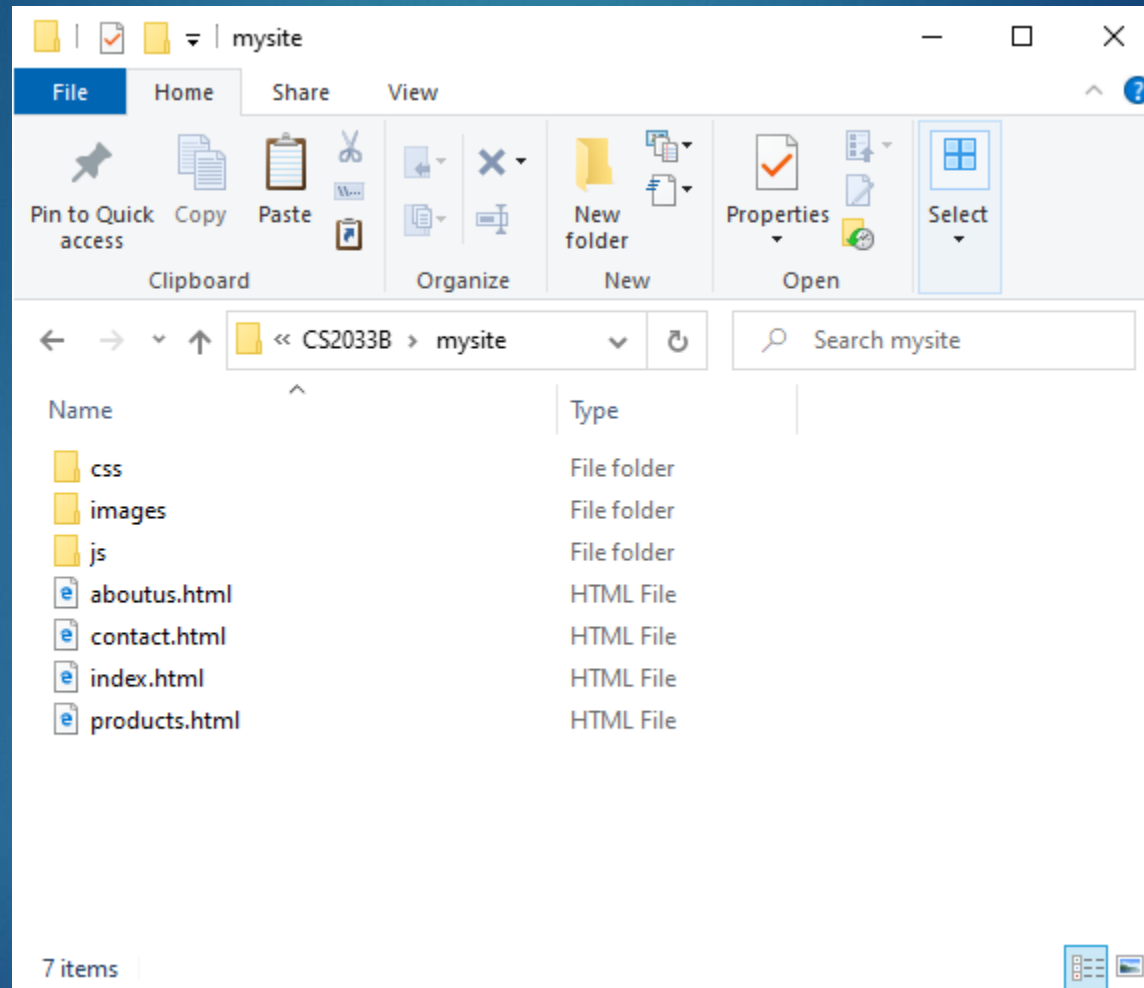 mysite
File Home Share View
Pin to Quick access Copy Paste
New folder
Properties
Select
Clipboard Organize New Open
« CS2033B › mysite
Search mysite
Name Type
css File folder
images File folder
js File folder
aboutus.html HTML File
contact.html HTML File
index.html HTML File
products.html HTML File
7 items